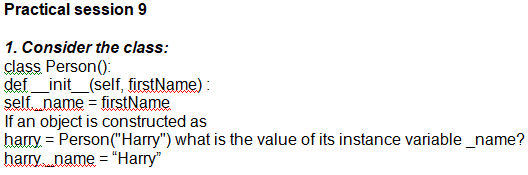 Practical session 9
1. Consider the class:
class Person():
def __init__(self, firstName) :
self._name = firstName
If an object is constructed as
harry = Person("Harry") what is the value of its instance variable _name?
harry._name = “Harry”